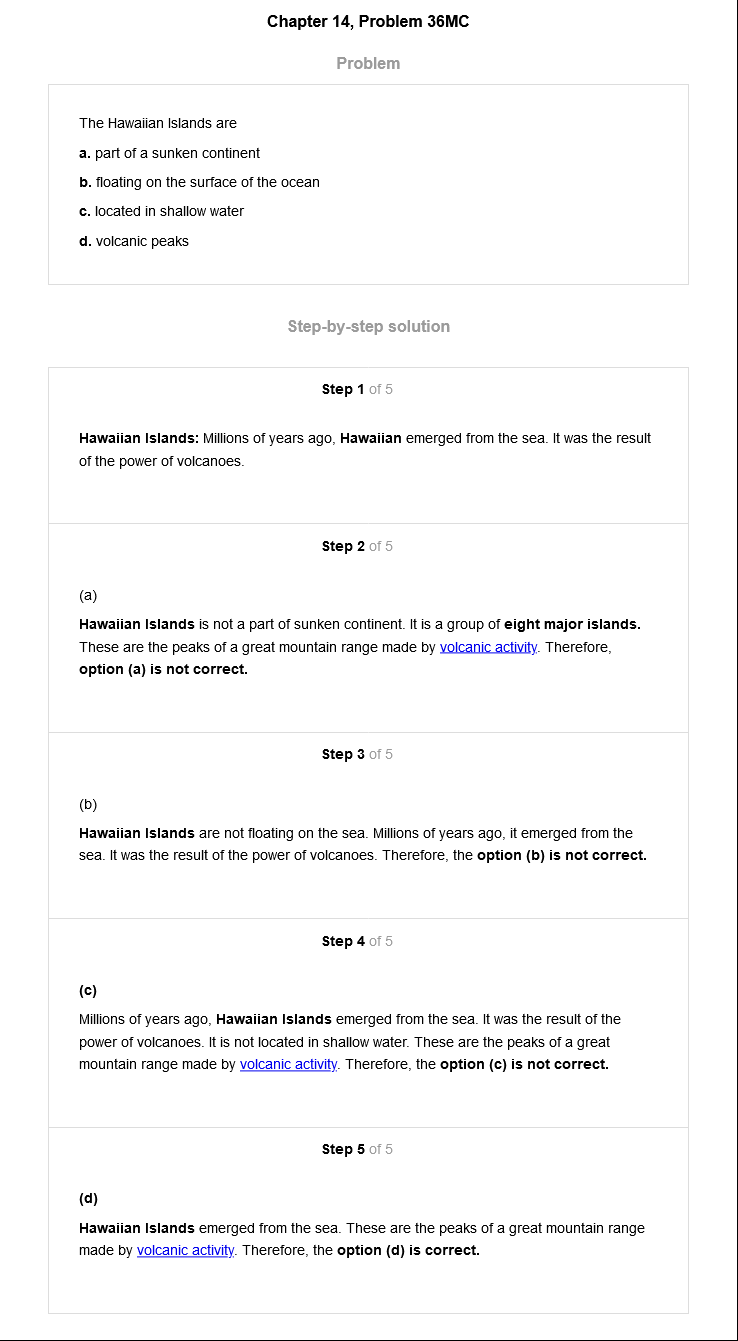 Chapter 14, Problem 36MC
Problem
The Hawaiian Islands are
a. part of a sunken continent
b. floating on the surface of the ocean
c. located in shallow water
d. volcanic peaks
Step-by-step solution
Step 1 of 5
Hawaiian Islands: Millions of years ago, Hawaiian emerged from the sea. It was the result
of the power of volcanoes.
Step 2 of 5
(a)
Hawaiian Islands is not a part of sunken continent. It is a group of eight major islands.
These are the peaks of a great mountain range made by volcanic activity. Therefore,
option (a) is not correct.
Step 3 of 5
(b)
Hawaiian Islands are not floating on the sea. Millions of years ago, it emerged from the
sea. It was the result of the power of volcanoes. Therefore, the option (b) is not correct.
Step 4 of 5
(c)
Millions of years ago, Hawaiian Islands emerged from the sea. It was the result of the
power of volcanoes. It is not located in shallow water. These are the peaks of a great
mountain range made by volcanic activity. Therefore, the option (c) is not correct.
Step 5 of 5
(d)
Hawaiian Islands emerged from the sea. These are the peaks of a great mountain range
made by volcanic activity. Therefore, the option (d) is correct.